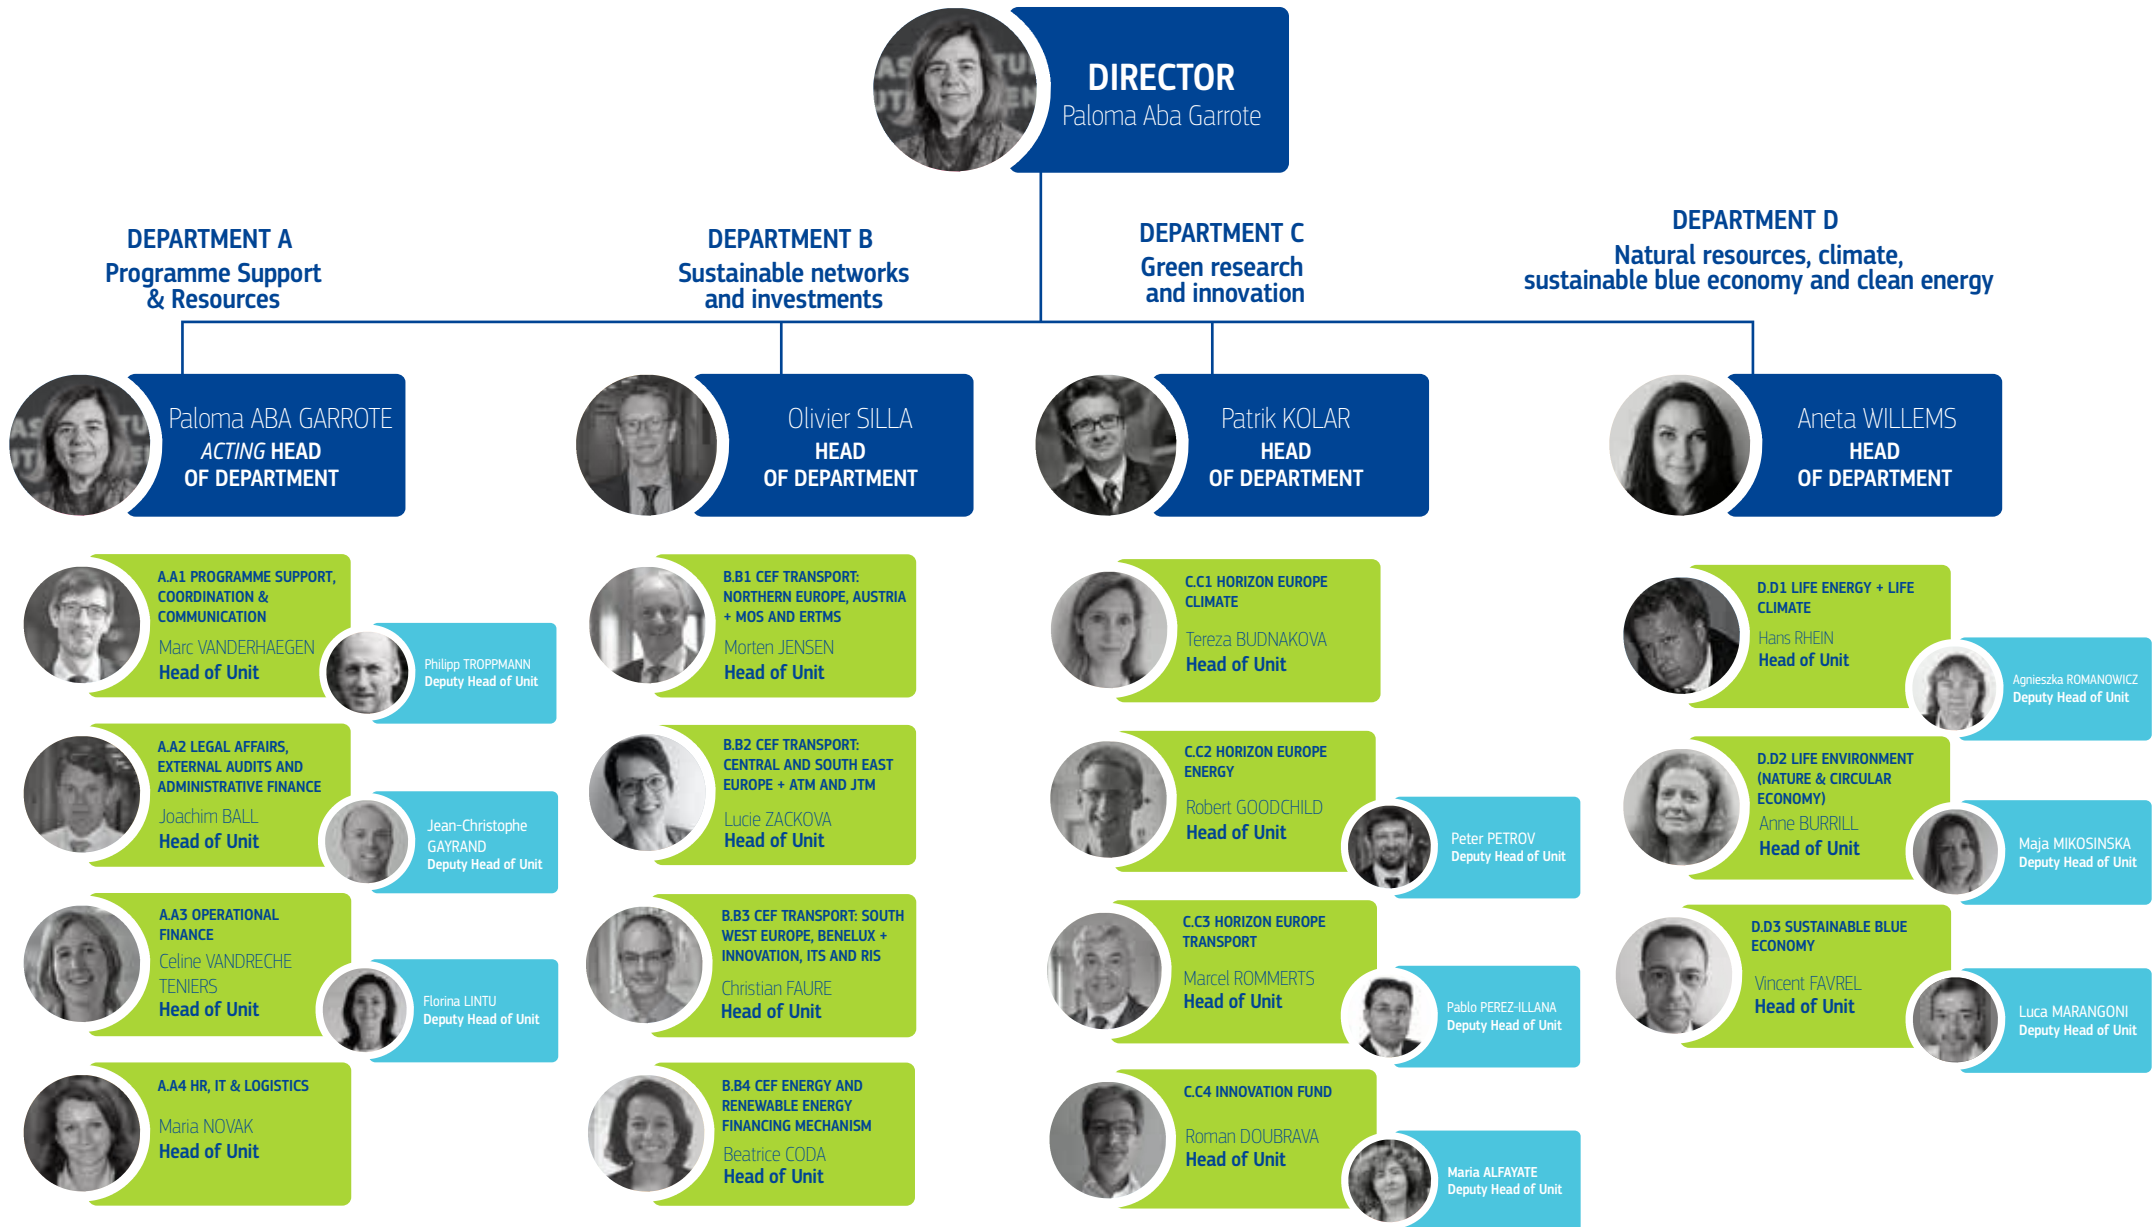 DIRECTOR
Paloma Aba Garrote
DEPARTMENT A
Programme Support
& Resources
DEPARTMENT B
Sustainable networks
and investments
DEPARTMENT C
Green research
and innovation
DEPARTMENT D
Natural resources, climate,
sustainable blue economy and clean energy
Paloma ABA GARROTE
ACTING HEAD
OF DEPARTMENT
Olivier SILLA
HEAD
OF DEPARTMENT
Patrik KOLAR
HEAD
OF DEPARTMENT
Aneta WILLEMS
HEAD
OF DEPARTMENT
A.A1 PROGRAMME SUPPORT,
COORDINATION &
COMMUNICATION
Marc VANDERHAEGEN
Head of Unit
Philipp TROPPMANN
Deputy Head of Unit
A.A2 LEGAL AFFAIRS,
EXTERNAL AUDITS AND
ADMINISTRATIVE FINANCE
Joachim BALL
Head of Unit
Jean-Christophe
GAYRAND
Deputy Head of Unit
A.A3 OPERATIONAL
FINANCE
Celine VANDRECHE
TENIERS
Head of Unit
Florina LINTU
Deputy Head of Unit
A.A4 HR, IT & LOGISTICS
Maria NOVAK
Head of Unit
B.B1 CEF TRANSPORT:
NORTHERN EUROPE, AUSTRIA
+ MOS AND ERTMS
Morten JENSEN
Head of Unit
B.B2 CEF TRANSPORT:
CENTRAL AND SOUTH EAST
EUROPE + ATM AND JTM
Lucie ZACKOVA
Head of Unit
B.B3 CEF TRANSPORT: SOUTH
WEST EUROPE, BENELUX +
INNOVATION, ITS AND RIS
Christian FAURE
Head of Unit
B.B4 CEF ENERGY AND
RENEWABLE ENERGY
FINANCING MECHANISM
Beatrice CODA
Head of Unit
C.C1 HORIZON EUROPE
CLIMATE
Tereza BUDNAKOVA
Head of Unit
C.C2 HORIZON EUROPE
ENERGY
Robert GOODCHILD
Head of Unit
Peter PETROV
Deputy Head of Unit
C.C3 HORIZON EUROPE
TRANSPORT
Marcel ROMMERTS
Head of Unit
Pablo PEREZ-ILLANA
Deputy Head of Unit
C.C4 INNOVATION FUND
Roman DOUBRAVA
Head of Unit
Maria ALFAYATE
Deputy Head of Unit
D.D1 LIFE ENERGY + LIFE
CLIMATE
Hans RHEIN
Head of Unit
Agnieszka ROMANOWICZ
Deputy Head of Unit
D.D2 LIFE ENVIRONMENT
(NATURE & CIRCULAR
ECONOMY)
Anne BURRILL
Head of Unit
Maja MIKOSINSKA
Deputy Head of Unit
D.D3 SUSTAINABLE BLUE
ECONOMY
Vincent FAVREL
Head of Unit
Luca MARANGONI
Deputy Head of Unit